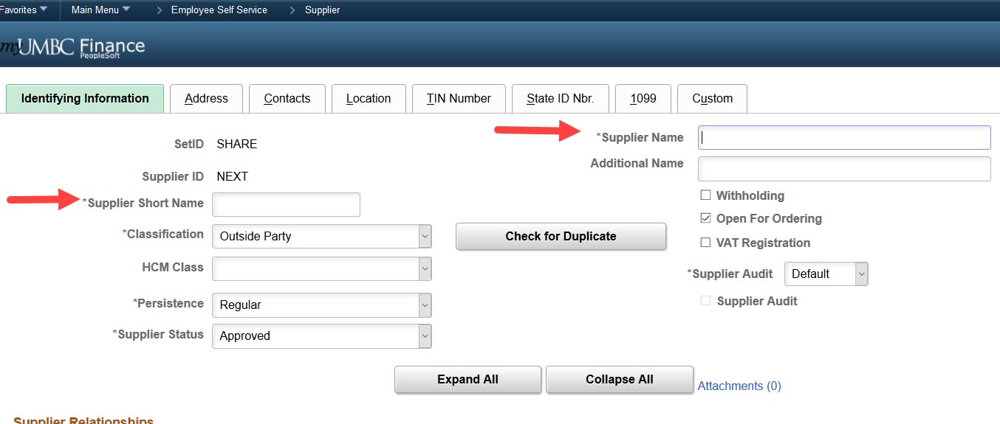 Favorites Main Menu > Employee Self Service > Supplier
myUMBC Finance
PeopleSoft
Identifying Information Address Contacts Location TIN Number State ID Nbr. 1099 Custom
SetID SHARE
*Supplier Name
Additional Name
Supplier ID NEXT
*Supplier Short Name
Withholding
Open For Ordering
*Classification Outside Party
Check for Duplicate
VAT Registration
HCM Class
*Supplier Audit Default
*Persistence Regular
Supplier Audit
*Supplier Status Approved
Expand All Collapse All Attachments (0)
Supplier Relationships